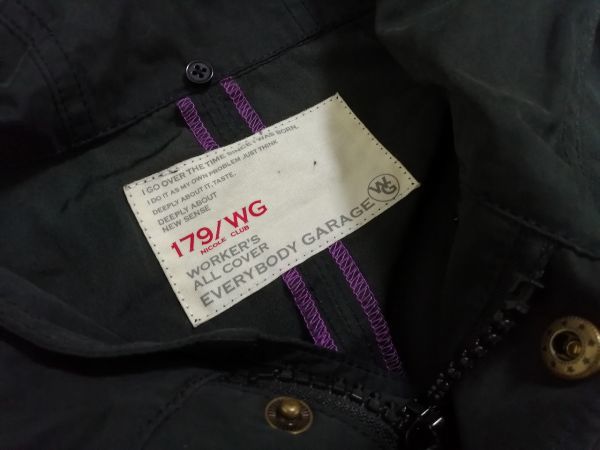 I GO OVER THE TIME SINCE I WAS BORN.
I DO IT AS MY OWN PROBLEM JUST THINK
DEEPLY ABOUT IT, TASTE.
DEEPLY ABOUT
NEW SENSE
179/WG
NICOLE CLUB
WORKER'S
ALL COVER
EVERYBODY GARAGE
WG